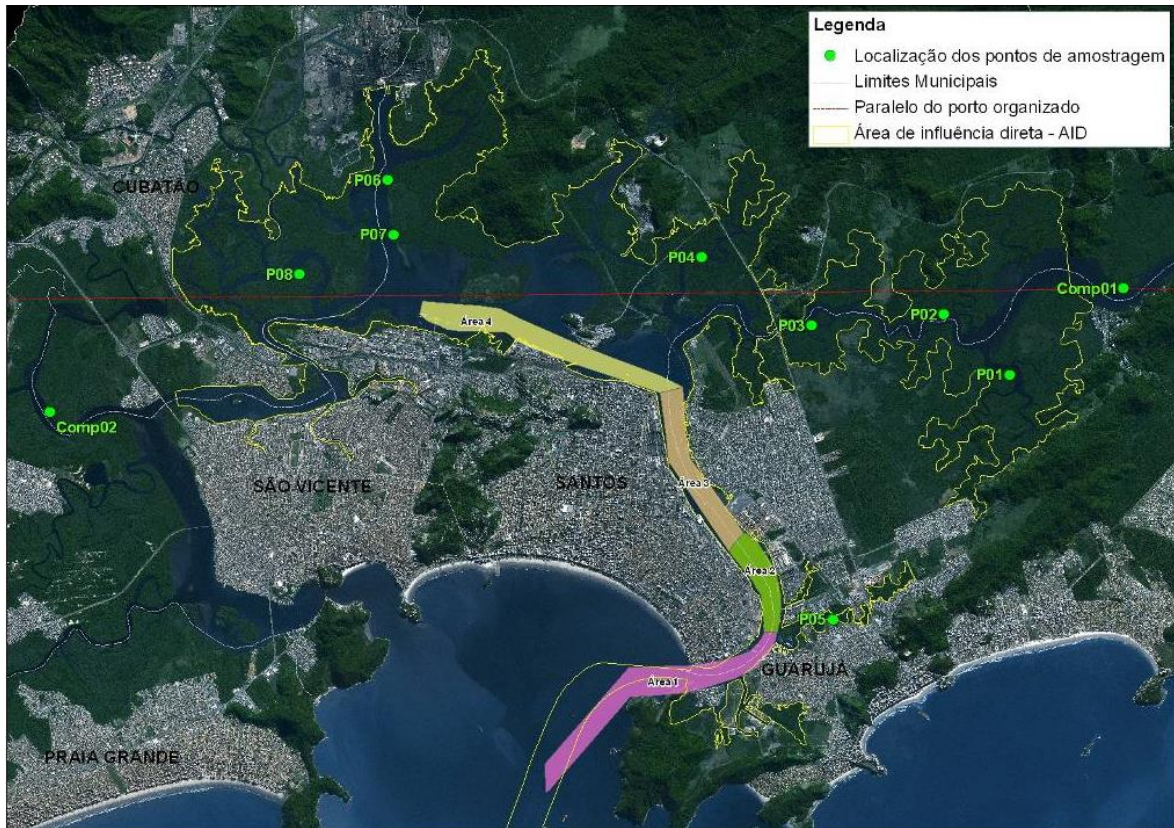 Legenda
Localização dos pontos de amostragem
Limites Municipais
Paralelo do porto organizado
Área de influência direta - AID
CUBATÃO
P06
P07
P08
P04
Comp01
P02
P03
Área 4
P01
Comp02
SÃO VICENTE
SANTOS
Área 3
Área 2
P05
GUARUJÁ
Área 1
PRAIA GRANDE